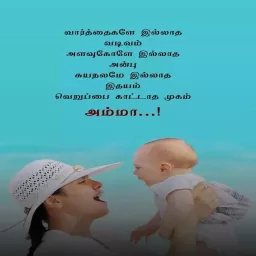 வார்த்தைகளே இல்லாத
வடிவம்
அளவுகோளே இல்லாத
அன்பு
சுயநலமே இல்லாத
இதயம்
வெறுப்பை காட்டாத முகம்
அம்மா...!